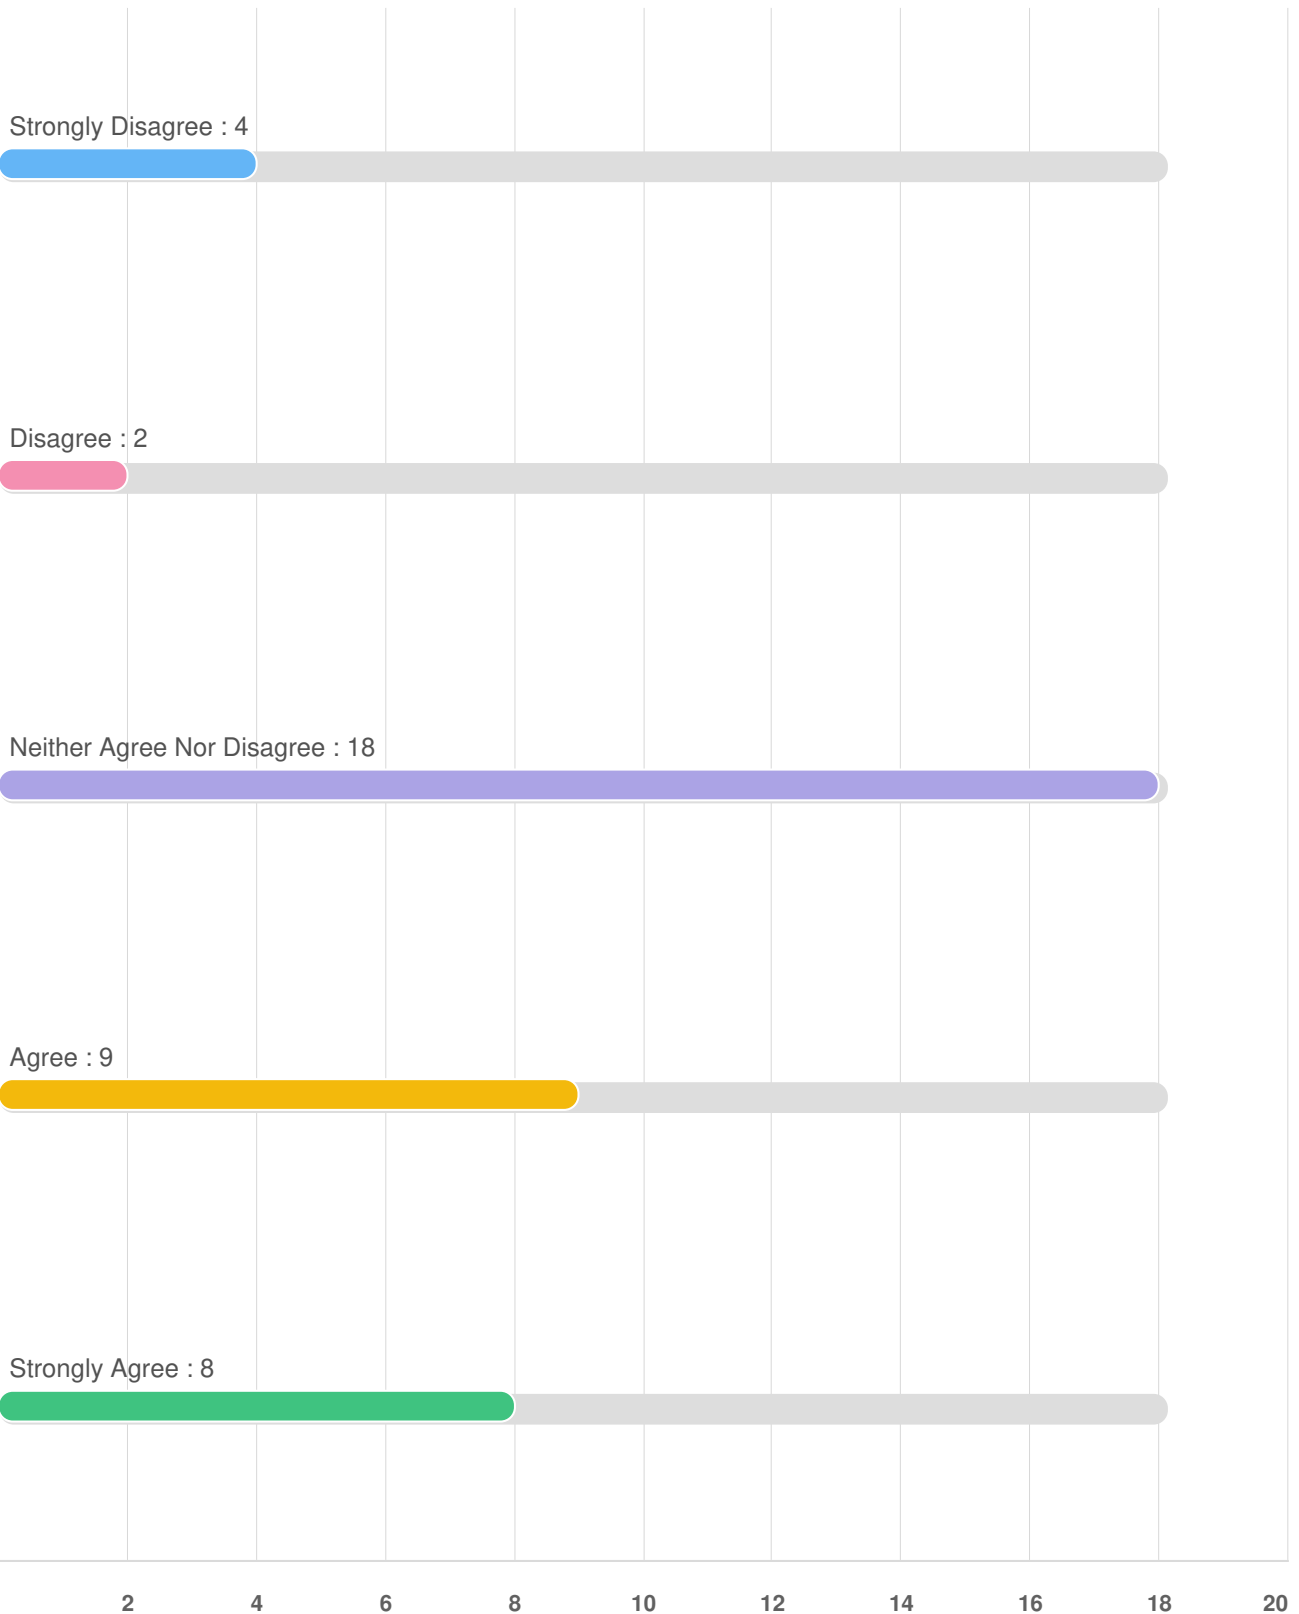 Strongly Disagree : 4
Disagree : 2
Neither Agree Nor Disagree : 18
Agree : 9
Strongly Agree : 8
2 4 6 8 10 12 14 16 18 20